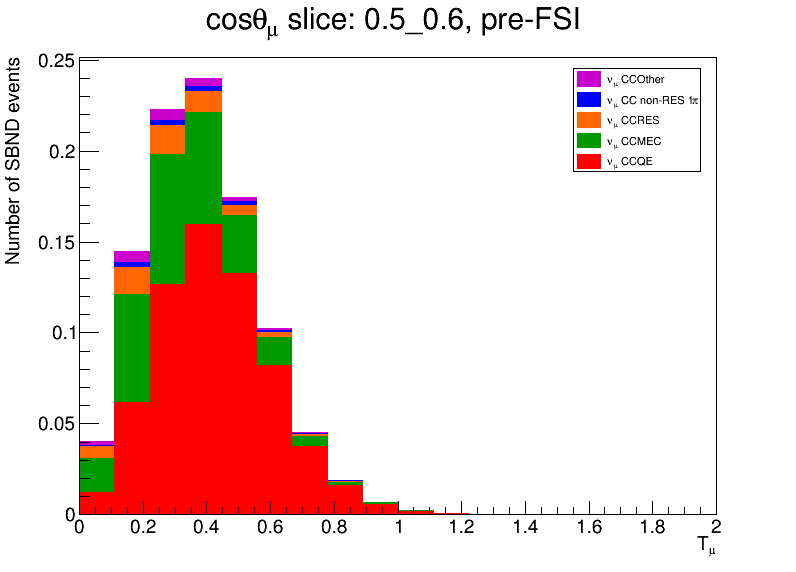 cosθμ slice: 0.5_0.6, pre-FSI
Number of SBND events
0.25
0.2
0.15
0.1
0.05
0
νμ CCOther
νμ CC non-RES 1π
νμ CCRES
νμ CCMEC
νμ CCQE
0 0.2 0.4 0.6 0.8 1 1.2 1.4 1.6 1.8 2
Tμ